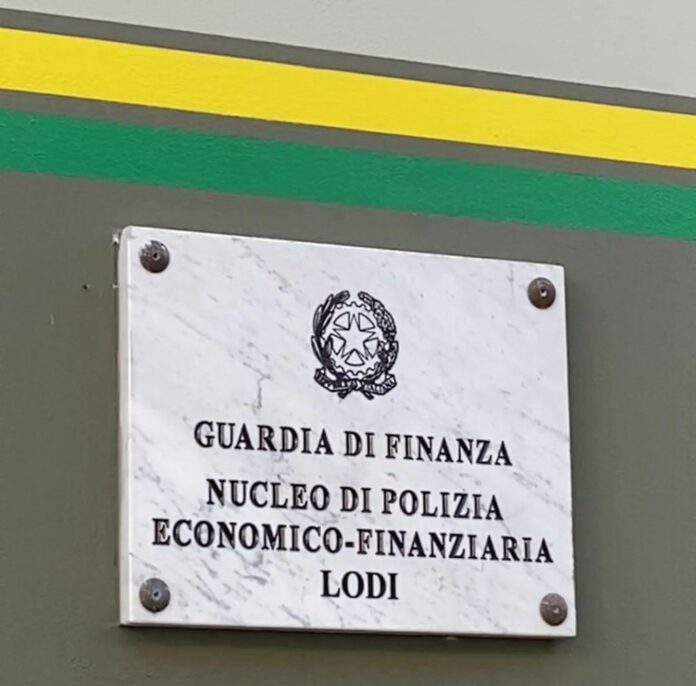 GUARDIA DI FINANZA
NUCLEO DI POLIZIA
ECONOMICO-FINANZIARIA
LODI